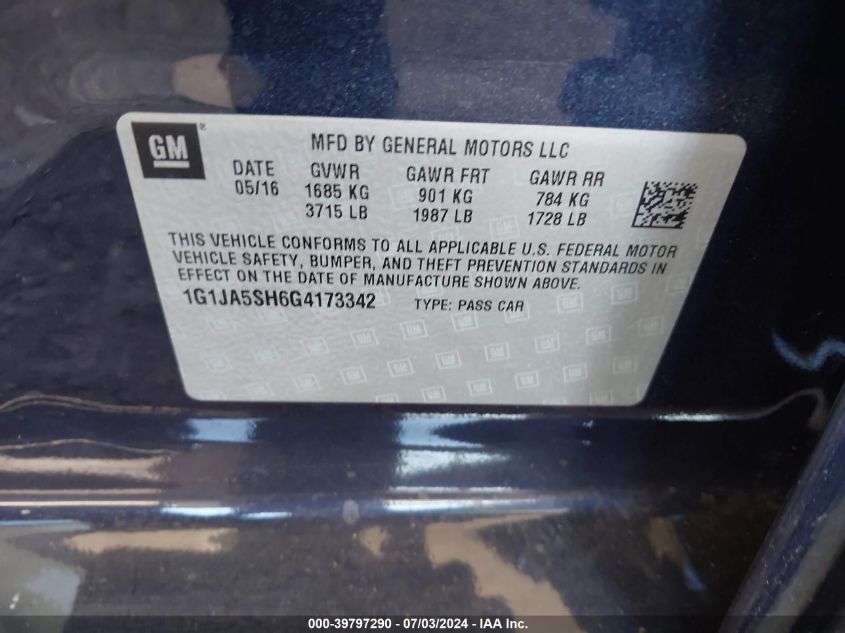 GM ®
MFD BY GENERAL MOTORS LLC
DATE GVWR GAWR FRT GAWR RR
05/16 1685 KG 901 KG 784 KG
3715 LB 1987 LB 1728 LB
THIS VEHICLE CONFORMS TO ALL APPLICABLE U.S. FEDERAL MOTOR
VEHICLE SAFETY, BUMPER, AND THEFT PREVENTION STANDARDS IN
EFFECT ON THE DATE OF MANUFACTURE SHOWN ABOVE.
1G1JA5SH6G4173342 TYPE: PASS CAR
000-39797290 - 07/03/2024 - IAA Inc.